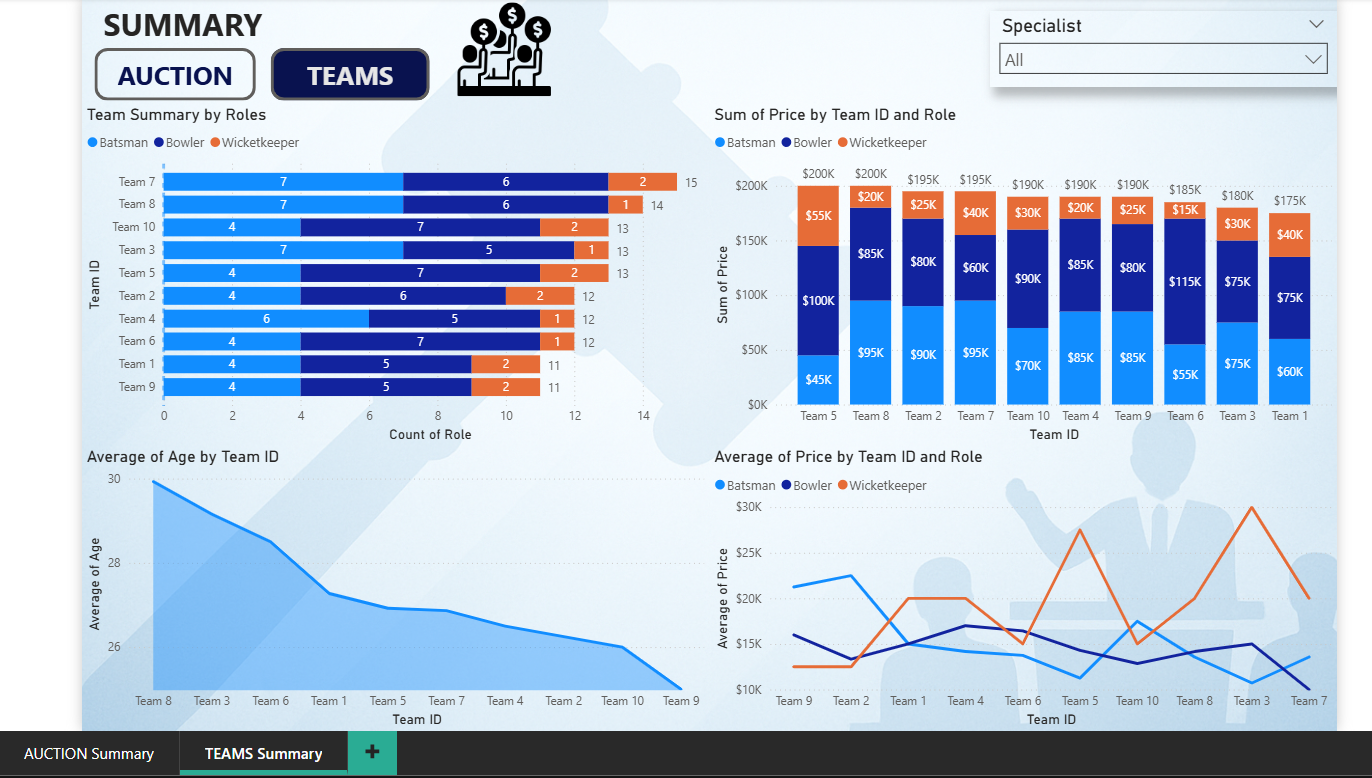 SUMMARY
AUCTION TEAMS
$ $ $
Specialist
All
Team Summary by Roles
Batsman Bowler Wicketkeeper
Team ID
Team 7 7 6 2 15
Team 8 7 6 1 14
Team 10 4 7 2 13
Team 3 7 5 1 13
Team 5 4 7 2 13
Team 2 4 6 2 12
Team 4 6 5 1 12
Team 6 4 7 1 12
Team 1 4 5 2 11
Team 9 4 5 2 11
0 2 4 6 8 10 12 14
Count of Role
Sum of Price by Team ID and Role
Batsman Bowler Wicketkeeper
Sum of Price
$200K
$150K
$100K
$50K
$0K
$200K $200K $195K $195K $190K $190K $190K $185K $180K $175K
$55K $20K $25K $40K $30K $20K $25K $15K $30K $40K
$100K $85K $80K $60K $90K $85K $80K $115K $75K $75K
$45K $95K $90K $95K $70K $85K $85K $55K $75K $60K
Team 5 Team 8 Team 2 Team 7 Team 10 Team 4 Team 9 Team 6 Team 3 Team 1
Team ID
Average of Age by Team ID
Average of Age
30
28
26
Team 8 Team 3 Team 6 Team 1 Team 5 Team 7 Team 4 Team 2 Team 10 Team 9
Team ID
Average of Price by Team ID and Role
Batsman Bowler Wicketkeeper
Average of Price
$30K
$25K
$20K
$15K
$10K
Team 9 Team 2 Team 1 Team 4 Team 6 Team 5 Team 10 Team 8 Team 3 Team 7
Team ID
AUCTION Summary TEAMS Summary +